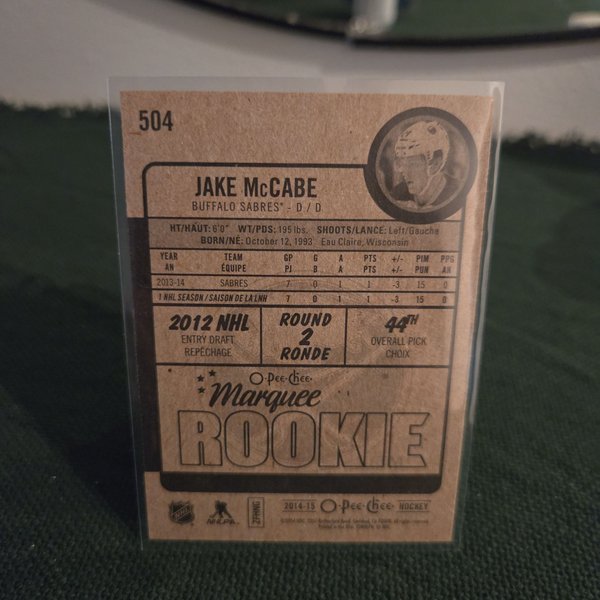 504
JAKE McCABE
BUFFALO SABRES® - D / D
HT/HAUT: 6'0" WT/PDS: 195 lbs. SHOOTS/LANCE: Left/Gauche
BORN/NÉ: October 12, 1993 Eau Claire, Wisconsin
YEAR TEAM GP G A PTS +/- PIM PPG
AN ÉQUIPE PJ B A PTS +/- PUN AN
2013-14 SABRES 7 0 1 1 -3 15 0
1 NHL SEASON / SAISON DE LA LNH 7 0 1 1 -3 15 0
2012 NHL
ENTRY DRAFT
REPÊCHAGE
ROUND
2
RONDE
44TH
OVERALL PICK
CHOIX
O-Pee-Chee
Marquee
ROOKIE
NHL
NHLPA
2014-15 O-Pee-Chee HOCKEY